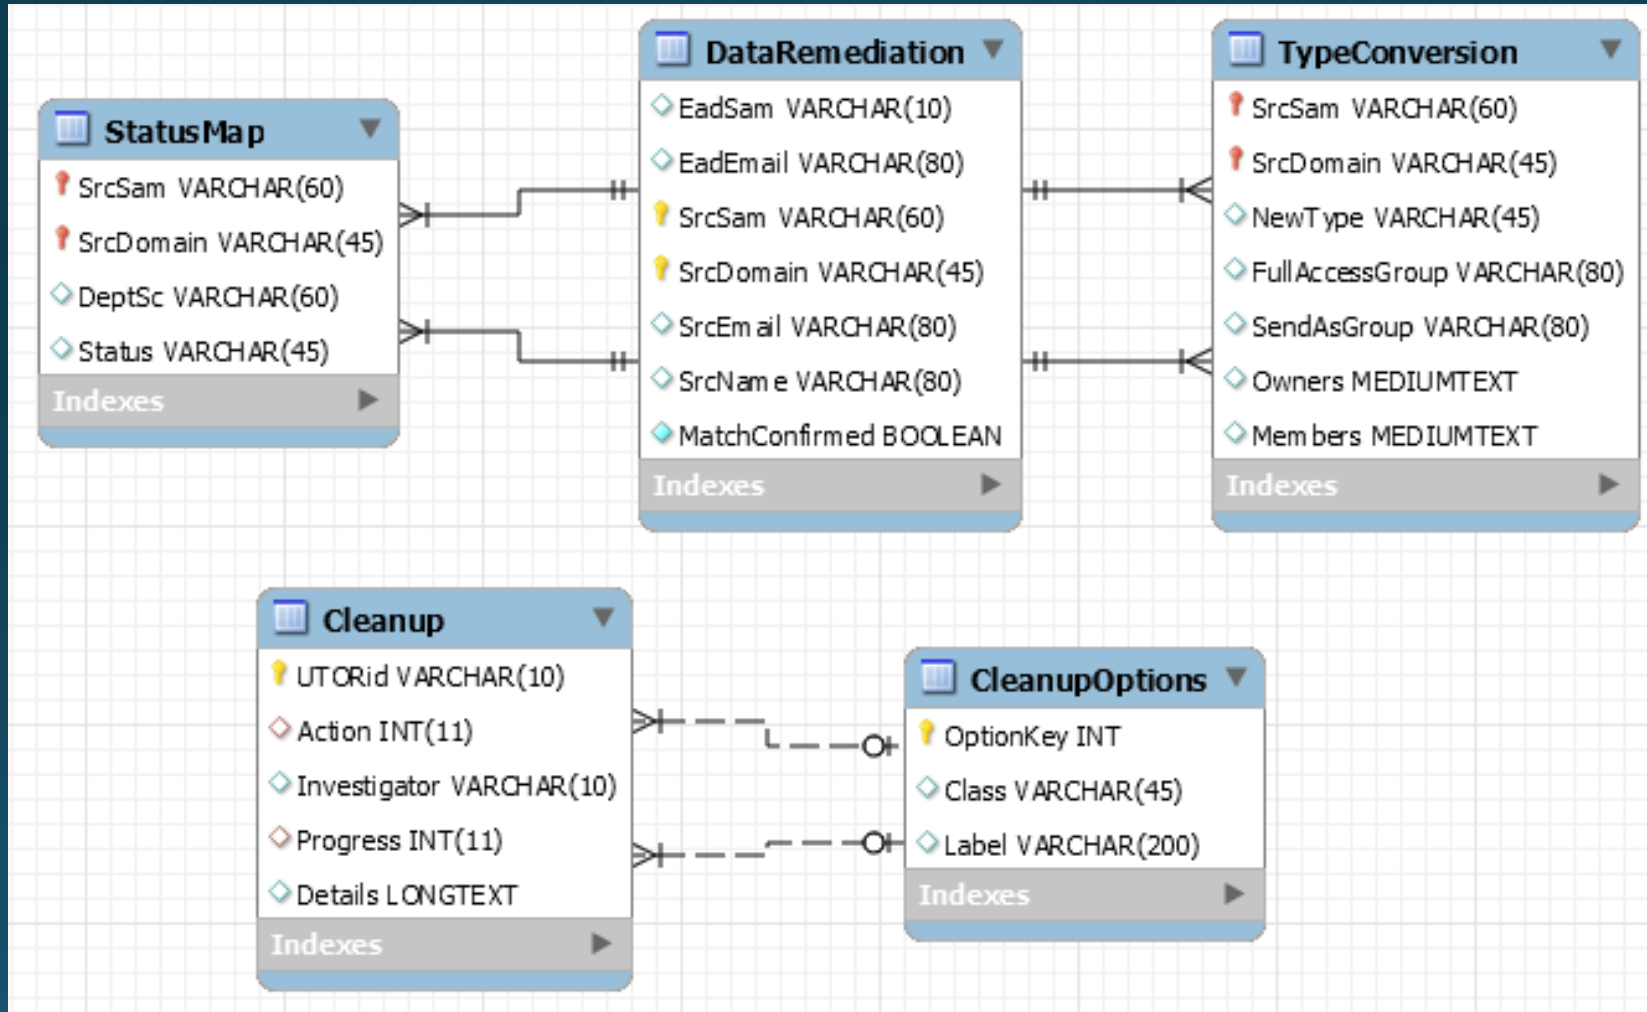 StatusMap
SrcSam VARCHAR(60)
SrcDomain VARCHAR(45)
DeptSc VARCHAR(60)
Status VARCHAR(45)
Indexes
DataRemediation
EadSam VARCHAR(10)
EadEmail VARCHAR(80)
SrcSam VARCHAR(60)
SrcDomain VARCHAR(45)
SrcEmail VARCHAR(80)
SrcName VARCHAR(80)
MatchConfirmed BOOLEAN
Indexes
TypeConversion
SrcSam VARCHAR(60)
SrcDomain VARCHAR(45)
NewType VARCHAR(45)
FullAccessGroup VARCHAR(80)
SendAsGroup VARCHAR(80)
Owners MEDIUMTEXT
Members MEDIUMTEXT
Indexes
Cleanup
UTORid VARCHAR(10)
Action INT(11)
Investigator VARCHAR(10)
Progress INT(11)
Details LONGTEXT
Indexes
CleanupOptions
OptionKey INT
Class VARCHAR(45)
Label VARCHAR(200)
Indexes